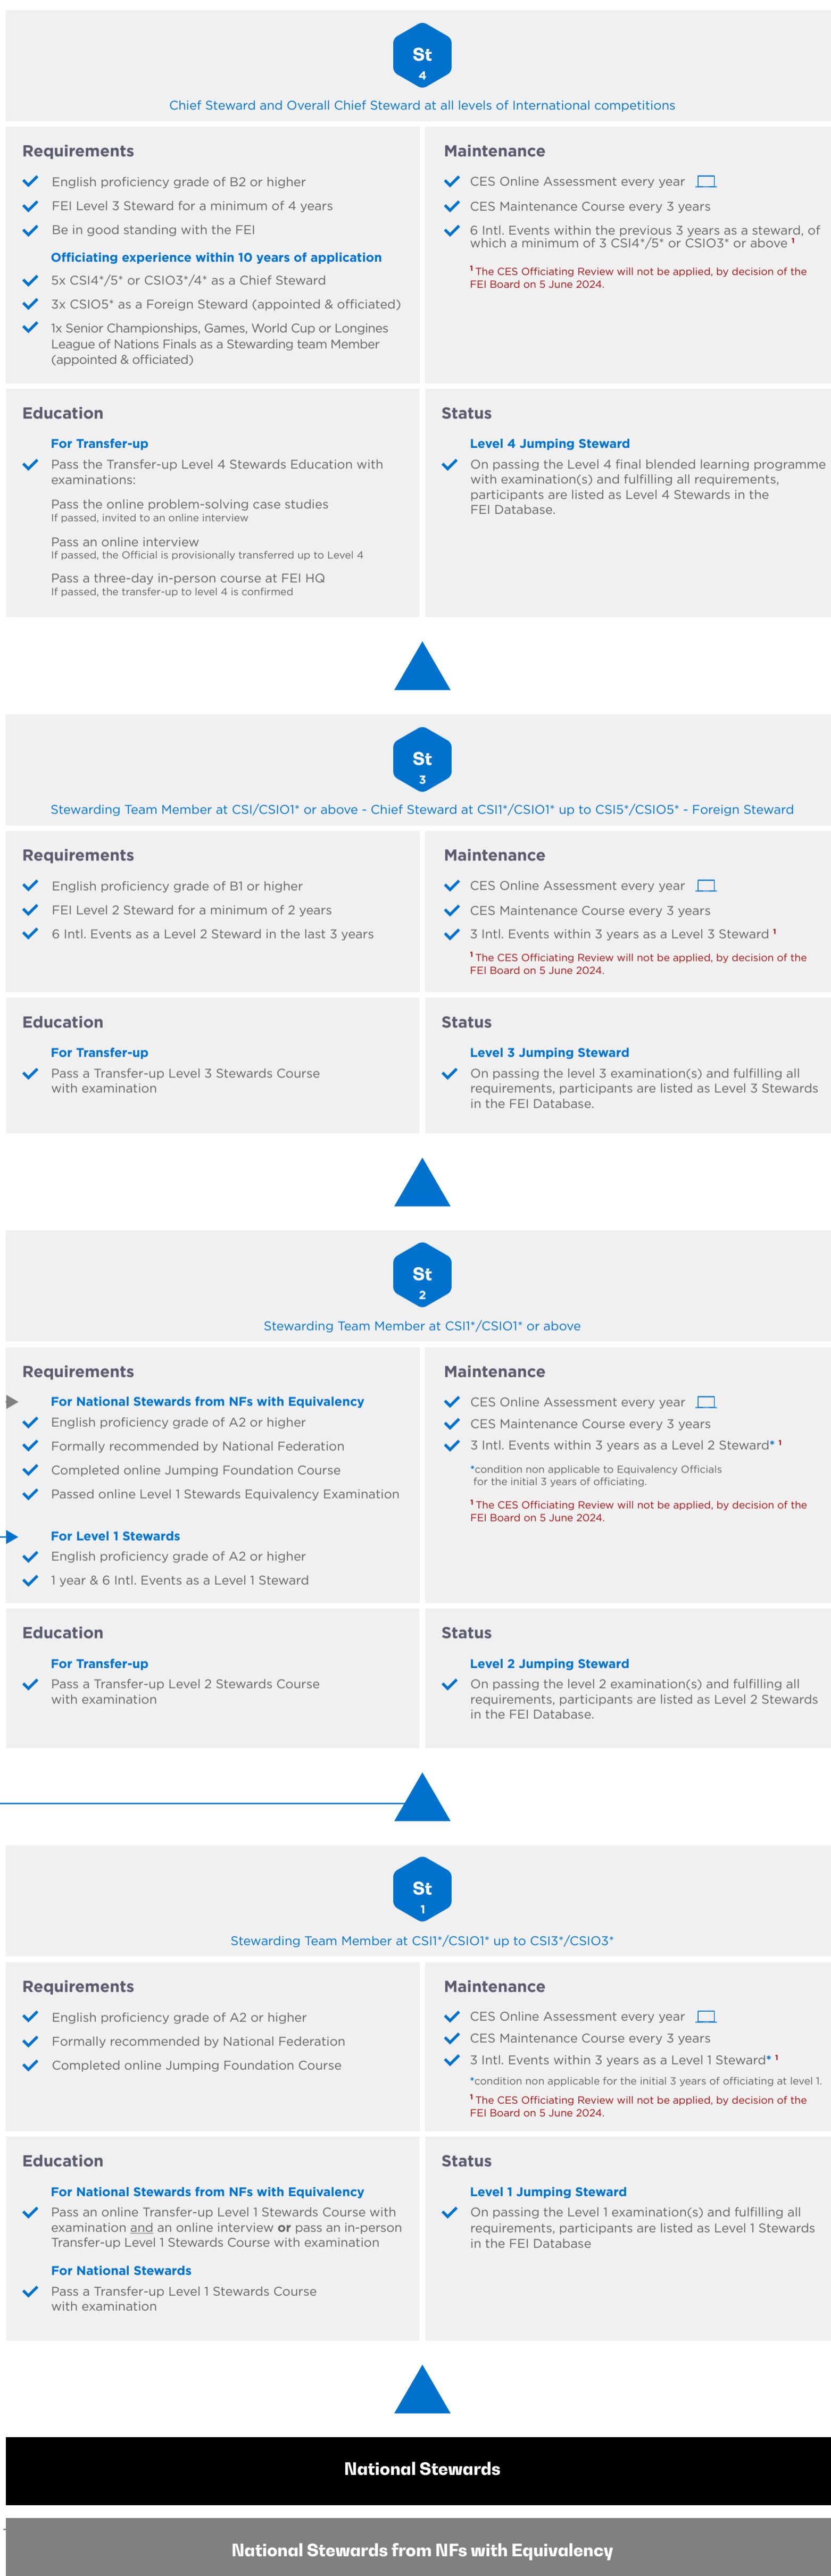 St
4
Chief Steward and Overall Chief Steward at all levels of International competitions
Requirements
English proficiency grade of B2 or higher
FEI Level 3 Steward for a minimum of 4 years
Be in good standing with the FEI
Officiating experience within 10 years of application
5x CSI4*/5* or CSIO3*/4* as a Chief Steward
3x CSIO5* as a Foreign Steward (appointed & officiated)
1x Senior Championships, Games, World Cup or Longines
League of Nations Finals as a Stewarding team Member
(appointed & officiated)
Maintenance
CES Online Assessment every year
CES Maintenance Course every 3 years
6 Intl. Events within the previous 3 years as a steward, of
which a minimum of 3 CSI4*/5* or CSIO3* or above ¹
¹ The CES Officiating Review will not be applied, by decision of the
FEI Board on 5 June 2024.
Education
For Transfer-up
Pass the Transfer-up Level 4 Stewards Education with
examinations:
Pass the online problem-solving case studies
If passed, invited to an online interview
Pass an online interview
If passed, the Official is provisionally transferred up to Level 4
Pass a three-day in-person course at FEI HQ
If passed, the transfer-up to level 4 is confirmed
Status
Level 4 Jumping Steward
On passing the Level 4 final blended learning programme
with examination(s) and fulfilling all requirements,
participants are listed as Level 4 Stewards in the
FEI Database.
St
3
Stewarding Team Member at CSI/CSIO1* or above - Chief Steward at CSI1*/CSIO1* up to CSI5*/CSIO5* - Foreign Steward
Requirements
English proficiency grade of B1 or higher
FEI Level 2 Steward for a minimum of 2 years
6 Intl. Events as a Level 2 Steward in the last 3 years
Maintenance
CES Online Assessment every year
CES Maintenance Course every 3 years
3 Intl. Events within 3 years as a Level 3 Steward ¹
¹ The CES Officiating Review will not be applied, by decision of the
FEI Board on 5 June 2024.
Education
For Transfer-up
Pass a Transfer-up Level 3 Stewards Course
with examination
Status
Level 3 Jumping Steward
On passing the level 3 examination(s) and fulfilling all
requirements, participants are listed as Level 3 Stewards
in the FEI Database.
St
2
Stewarding Team Member at CSI1*/CSIO1* or above
Requirements
For National Stewards from NFs with Equivalency
English proficiency grade of A2 or higher
Formally recommended by National Federation
Completed online Jumping Foundation Course
Passed online Level 1 Stewards Equivalency Examination
For Level 1 Stewards
English proficiency grade of A2 or higher
1 year & 6 Intl. Events as a Level 1 Steward
Maintenance
CES Online Assessment every year
CES Maintenance Course every 3 years
3 Intl. Events within 3 years as a Level 2 Steward* ¹
*condition non applicable to Equivalency Officials
for the initial 3 years of officiating.
¹ The CES Officiating Review will not be applied, by decision of the
FEI Board on 5 June 2024.
Education
For Transfer-up
Pass a Transfer-up Level 2 Stewards Course
with examination
Status
Level 2 Jumping Steward
On passing the level 2 examination(s) and fulfilling all
requirements, participants are listed as Level 2 Stewards
in the FEI Database.
St
1
Stewarding Team Member at CSI1*/CSIO1* up to CSI3*/CSIO3*
Requirements
English proficiency grade of A2 or higher
Formally recommended by National Federation
Completed online Jumping Foundation Course
Maintenance
CES Online Assessment every year
CES Maintenance Course every 3 years
3 Intl. Events within 3 years as a Level 1 Steward* ¹
*condition non applicable for the initial 3 years of officiating at level 1.
¹ The CES Officiating Review will not be applied, by decision of the
FEI Board on 5 June 2024.
Education
For National Stewards from NFs with Equivalency
Pass an online Transfer-up Level 1 Stewards Course with
examination and an online interview or pass an in-person
Transfer-up Level 1 Stewards Course with examination
For National Stewards
Pass a Transfer-up Level 1 Stewards Course
with examination
Status
Level 1 Jumping Steward
On passing the Level 1 examination(s) and fulfilling all
requirements, participants are listed as Level 1 Stewards
in the FEI Database
National Stewards
National Stewards from NFs with Equivalency